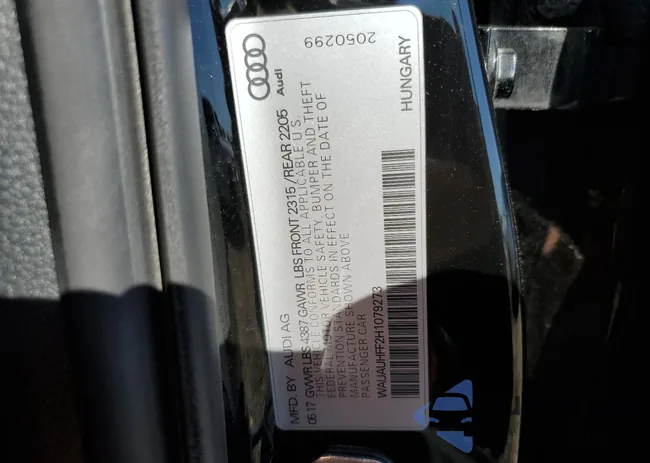 2050299
Audi
MFD. BY AUDI AG
05 17 GVWR LBS 4387 GAWR LBS FRONT 2315 / REAR 2205
THIS VEHICLE CONFORMS TO ALL APPLICABLE U S
FEDERAL MOTOR VEHICLE SAFETY, BUMPER AND THEFT
PREVENTION STANDARDS IN EFFECT ON THE DATE OF
MANUFACTURE SHOWN ABOVE
PASSENGER CAR
WAUAUHFF2H1079273
HUNGARY